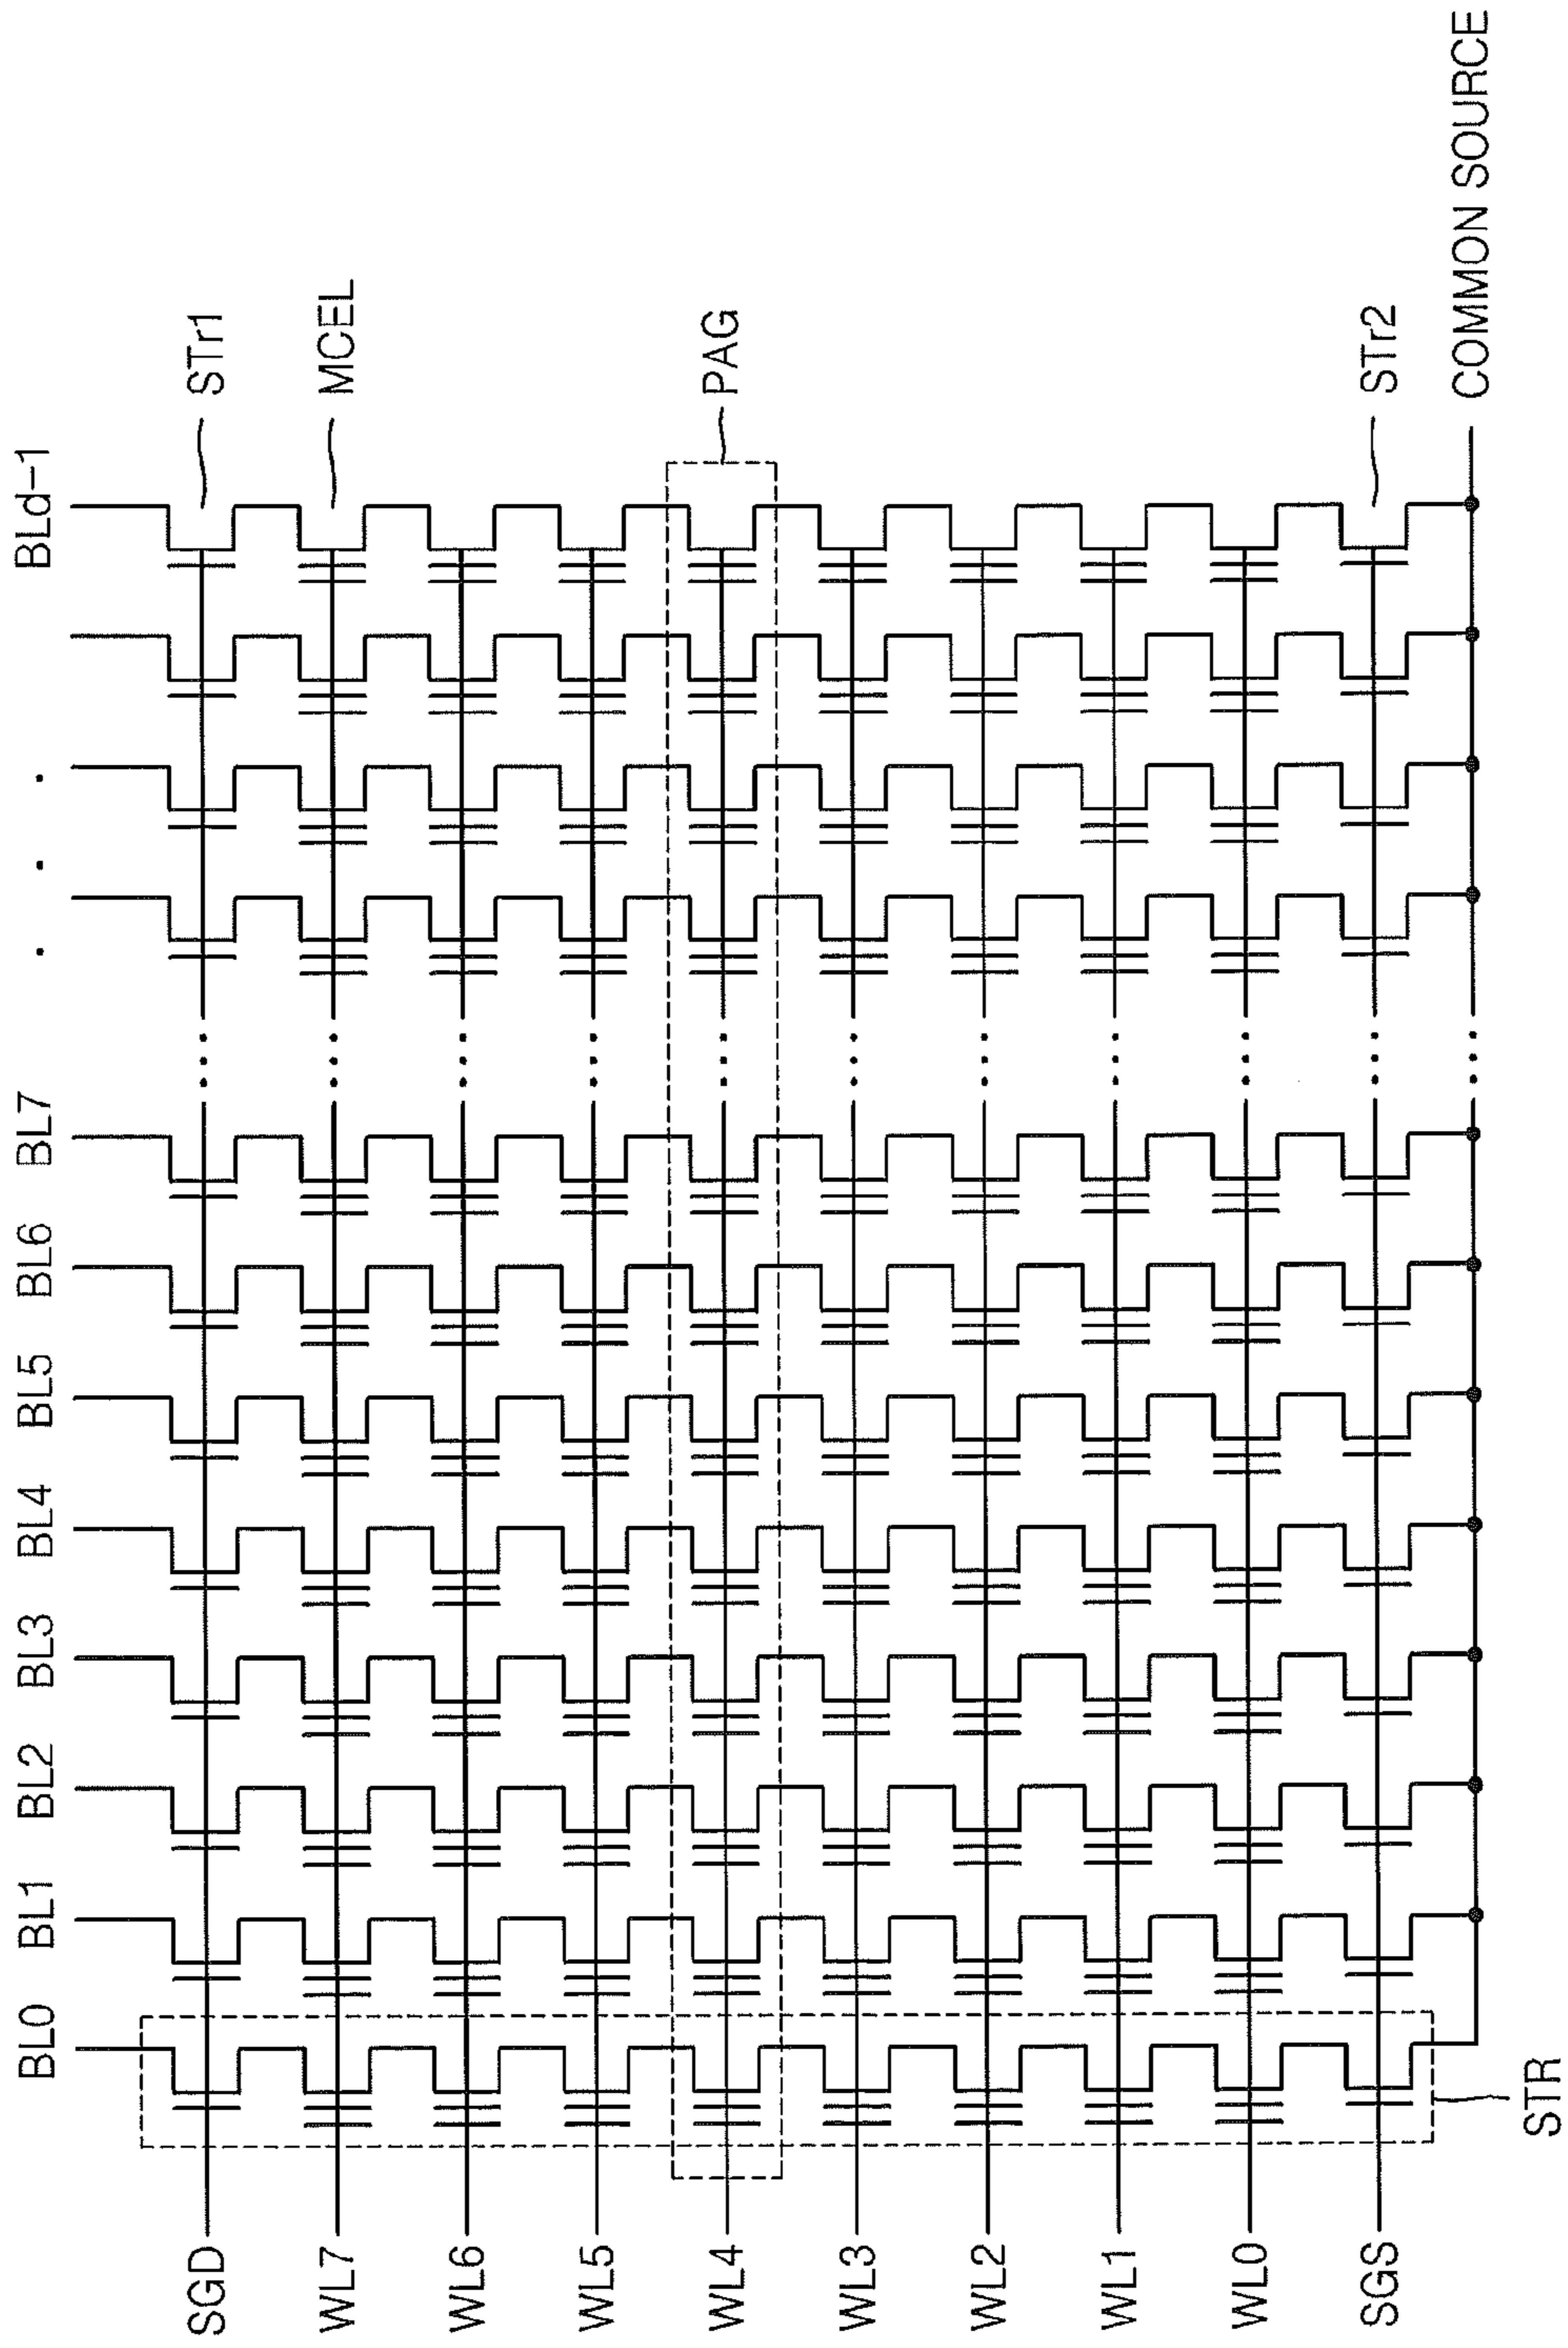 BL0 BL1 BL2 BL3 BL4 BL5 BL6 BL7 . . . BLd-1
SGD
STr1
WL7
MCEL
WL6
WL5
WL4
PAG
WL3
WL2
WL1
WL0
SGS
STr2
COMMON SOURCE
STR